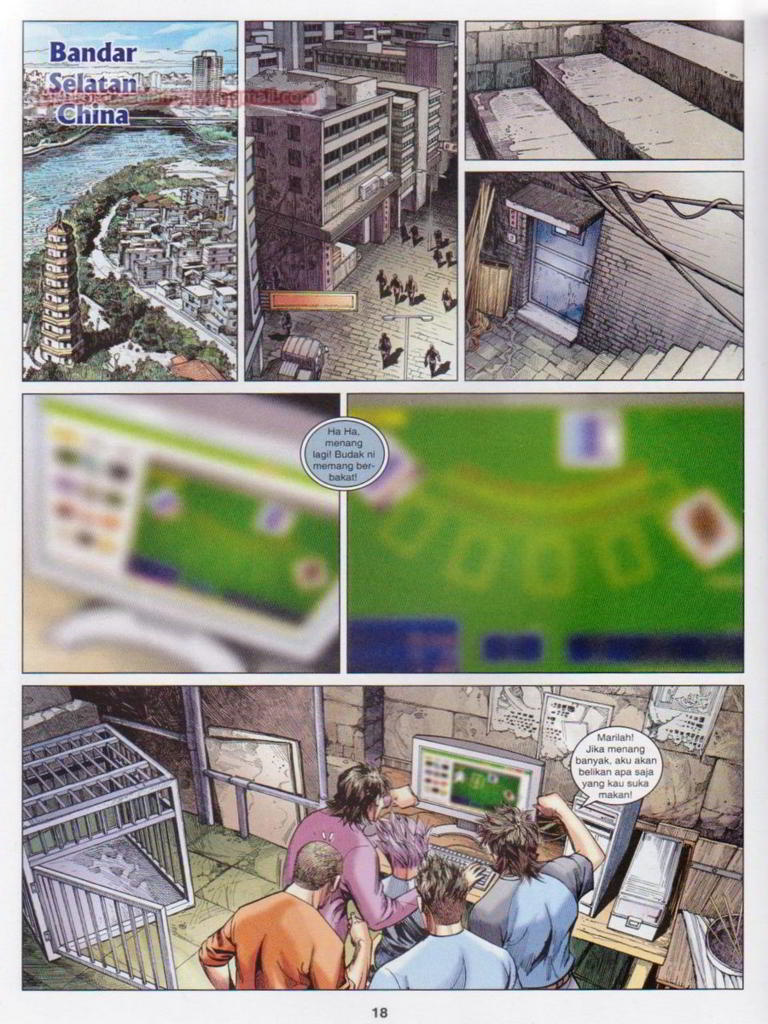 Bandar
Selatan
China
Ha Ha,
menang
lagi! Budak ni
memang ber-
bakat!
Marilah!
Jika menang
banyak, aku akan
belikan apa saja
yang kau suka
makan!
18